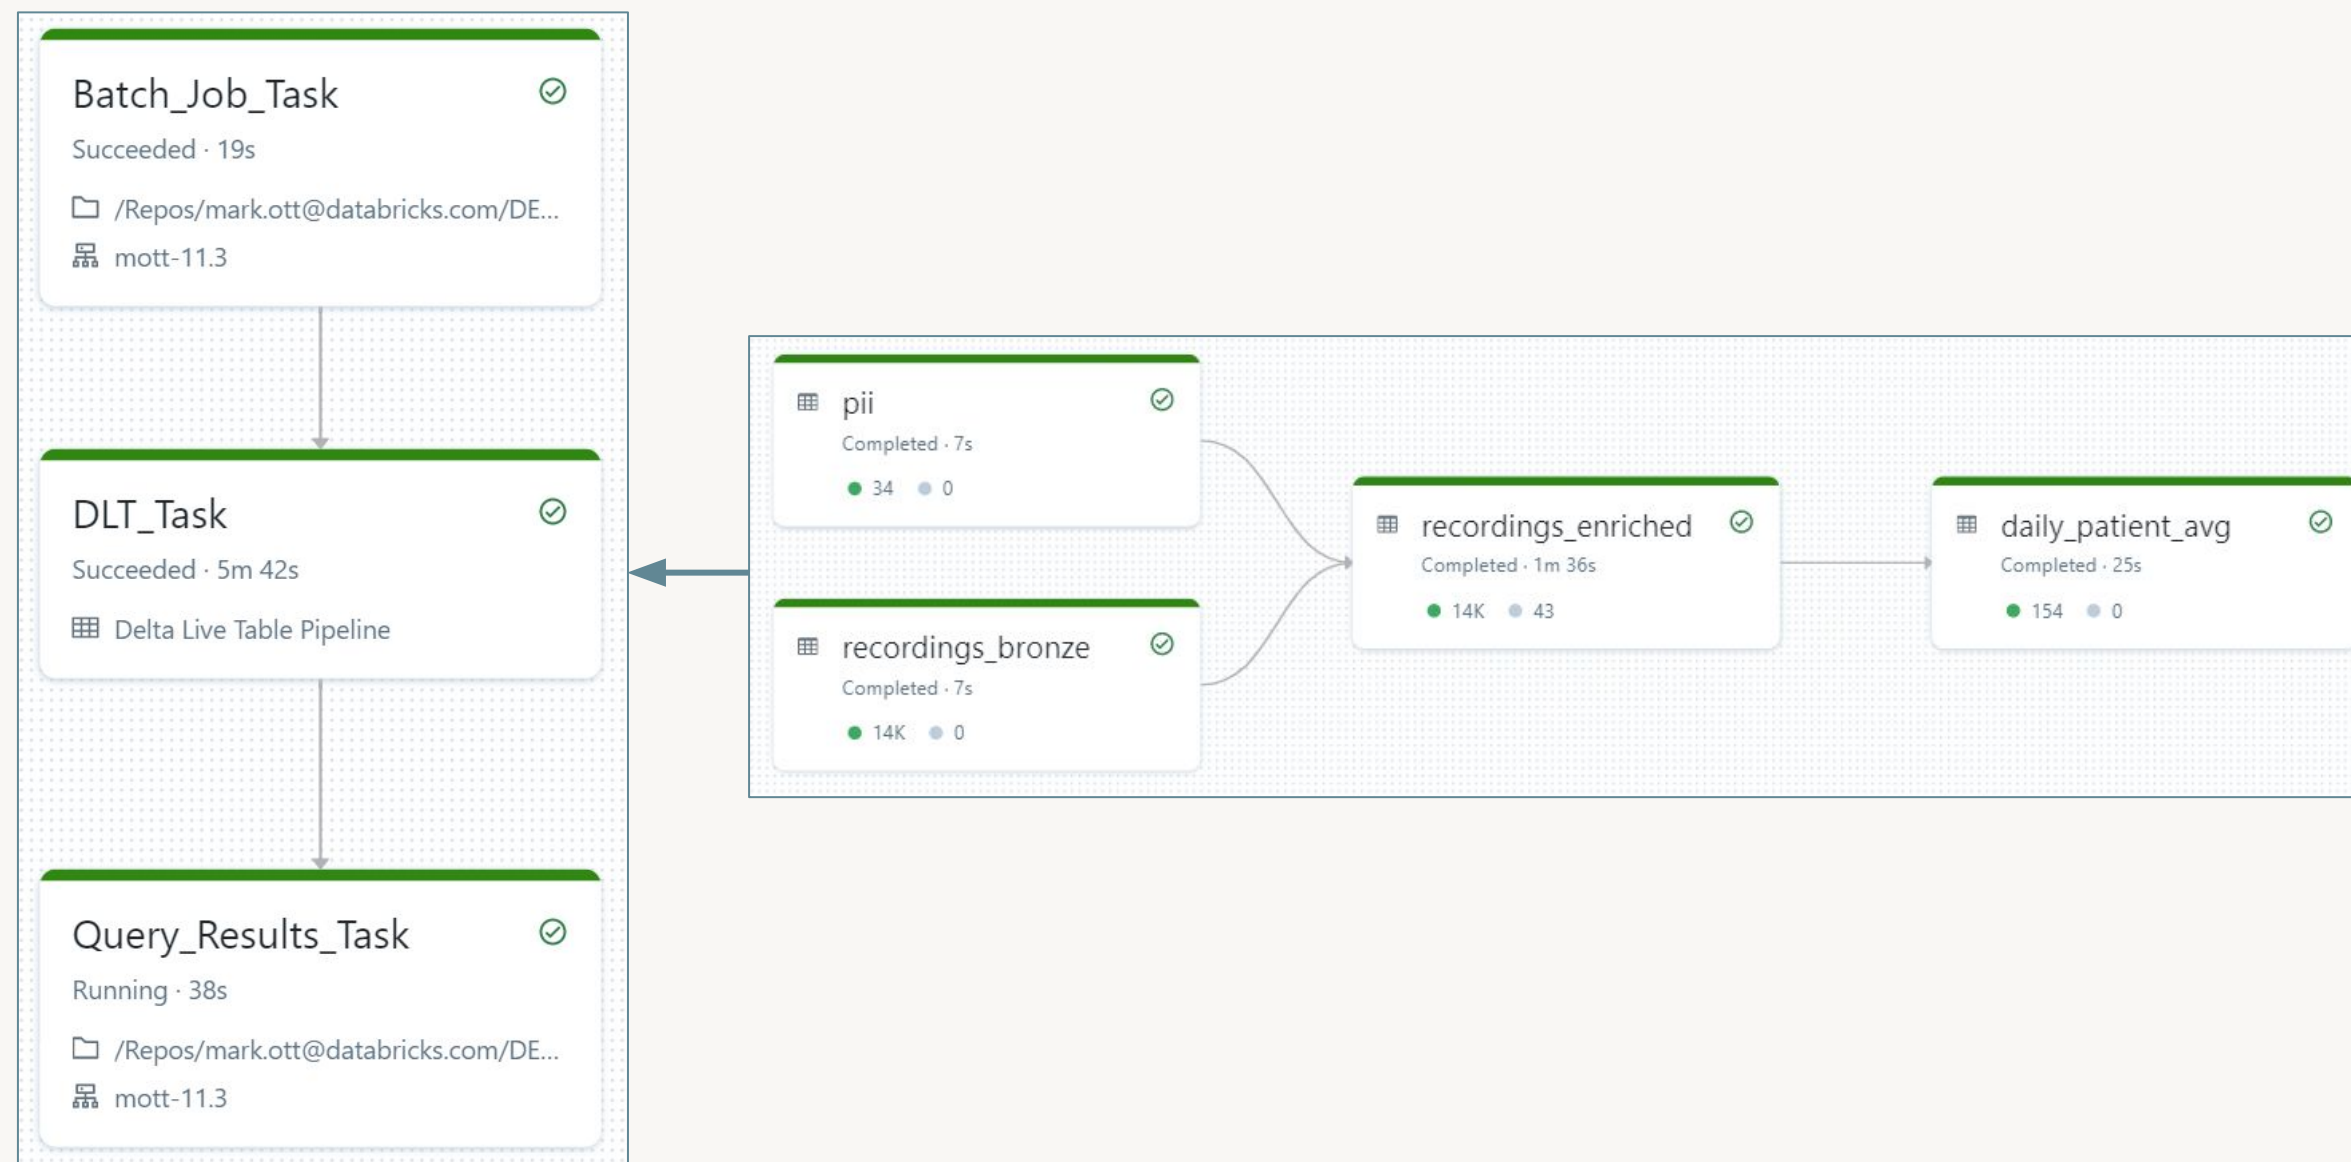 Batch_Job_Task
Succeeded · 19s
/Repos/mark.ott@databricks.com/DE...
mott-11.3
DLT_Task
Succeeded · 5m 42s
Delta Live Table Pipeline
Query_Results_Task
Running · 38s
/Repos/mark.ott@databricks.com/DE...
mott-11.3
pii
Completed · 7s
34 0
recordings_bronze
Completed · 7s
14K 0
recordings_enriched
Completed · 1m 36s
14K 43
daily_patient_avg
Completed · 25s
154 0